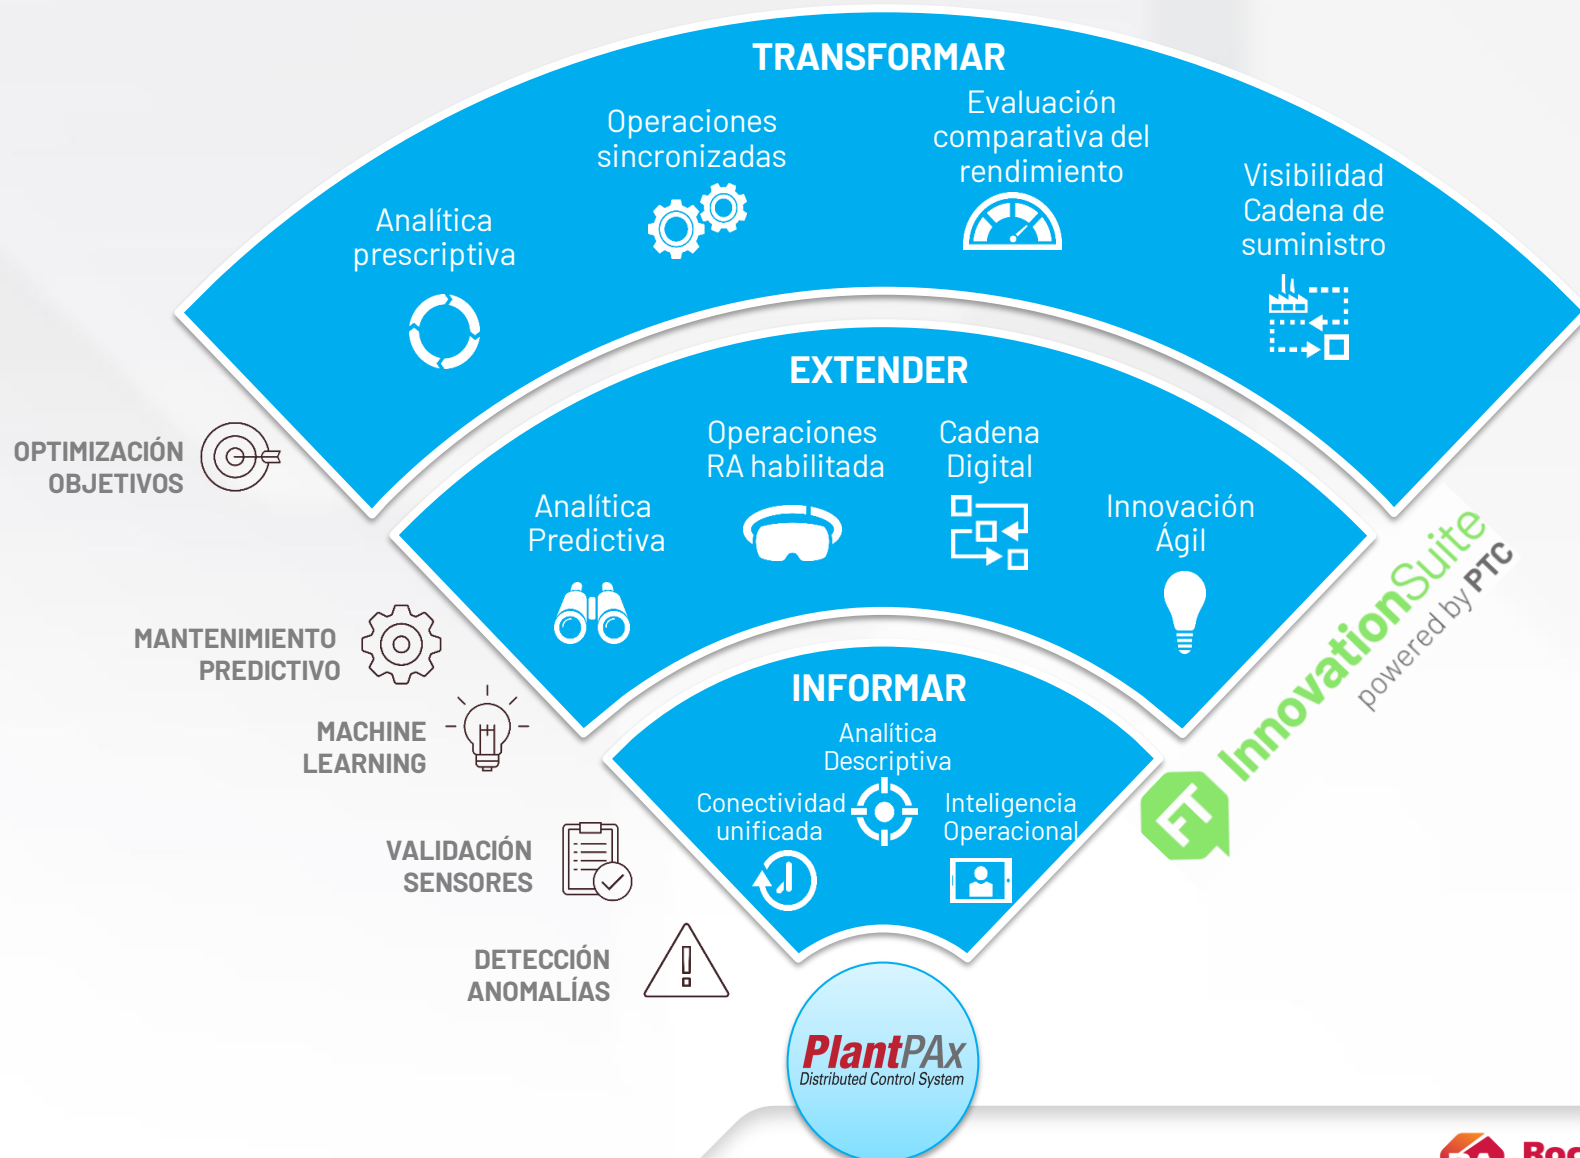 TRANSFORMAR
Analítica
prescriptiva
Operaciones
sincronizadas
Evaluación
comparativa del
rendimiento
Visibilidad
Cadena de
suministro
EXTENDER
Analítica
Predictiva
Operaciones
RA habilitada
Cadena
Digital
Innovación
Ágil
INFORMAR
Conectividad
unificada
Analítica
Descriptiva
Inteligencia
Operacional
OPTIMIZACIÓN
OBJETIVOS
MANTENIMIENTO
PREDICTIVO
MACHINE
LEARNING
VALIDACIÓN
SENSORES
DETECCIÓN
ANOMALÍAS
FT InnovationSuite
powered by PTC
PlantPAx
Distributed Control System